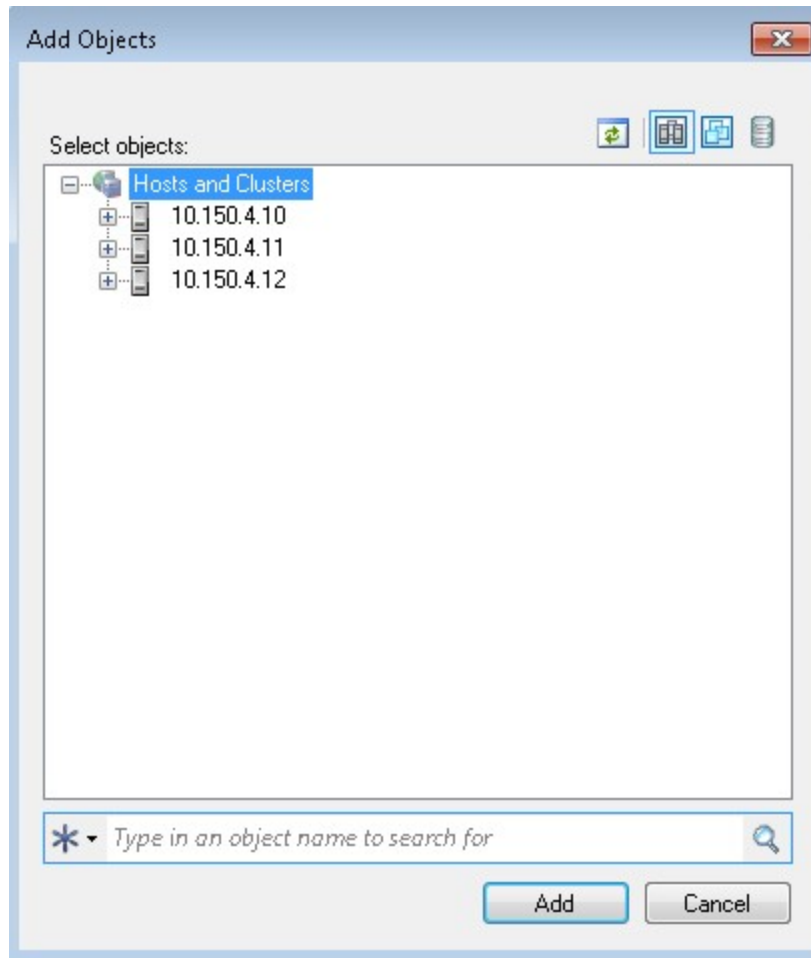 Add Objects
Select objects:
Hosts and Clusters
10.150.4.10
10.150.4.11
10.150.4.12
Type in an object name to search for
Add
Cancel